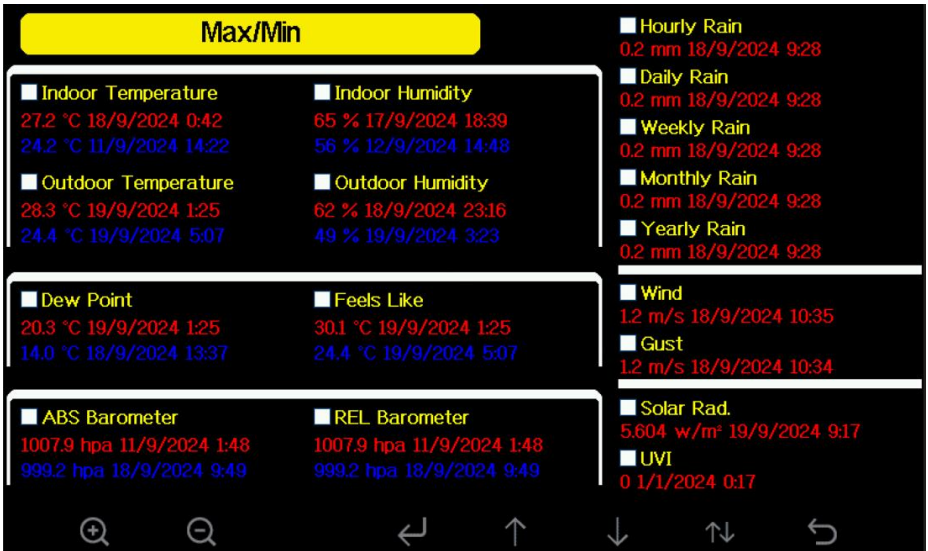 Max/Min
Indoor Temperature
27.2 °C 18/9/2024 0:42
24.2 °C 11/9/2024 14:22
Indoor Humidity
65 % 17/9/2024 18:39
56 % 12/9/2024 14:48
Outdoor Temperature
28.3 °C 19/9/2024 1:25
24.4 °C 19/9/2024 5:07
Outdoor Humidity
62 % 18/9/2024 23:16
49 % 19/9/2024 3:23
Dew Point
20.3 °C 19/9/2024 1:25
14.0 °C 18/9/2024 13:37
Feels Like
30.1 °C 19/9/2024 1:25
24.4 °C 19/9/2024 5:07
ABS Barometer
1007.9 hpa 11/9/2024 1:48
999.2 hpa 18/9/2024 9:49
REL Barometer
1007.9 hpa 11/9/2024 1:48
999.2 hpa 18/9/2024 9:49
Hourly Rain
0.2 mm 18/9/2024 9:28
Daily Rain
0.2 mm 18/9/2024 9:28
Weekly Rain
0.2 mm 18/9/2024 9:28
Monthly Rain
0.2 mm 18/9/2024 9:28
Yearly Rain
0.2 mm 18/9/2024 9:28
Wind
1.2 m/s 18/9/2024 10:35
Gust
1.2 m/s 18/9/2024 10:34
Solar Rad.
5.604 w/m² 19/9/2024 9:17
UVI
0 1/1/2024 0:17